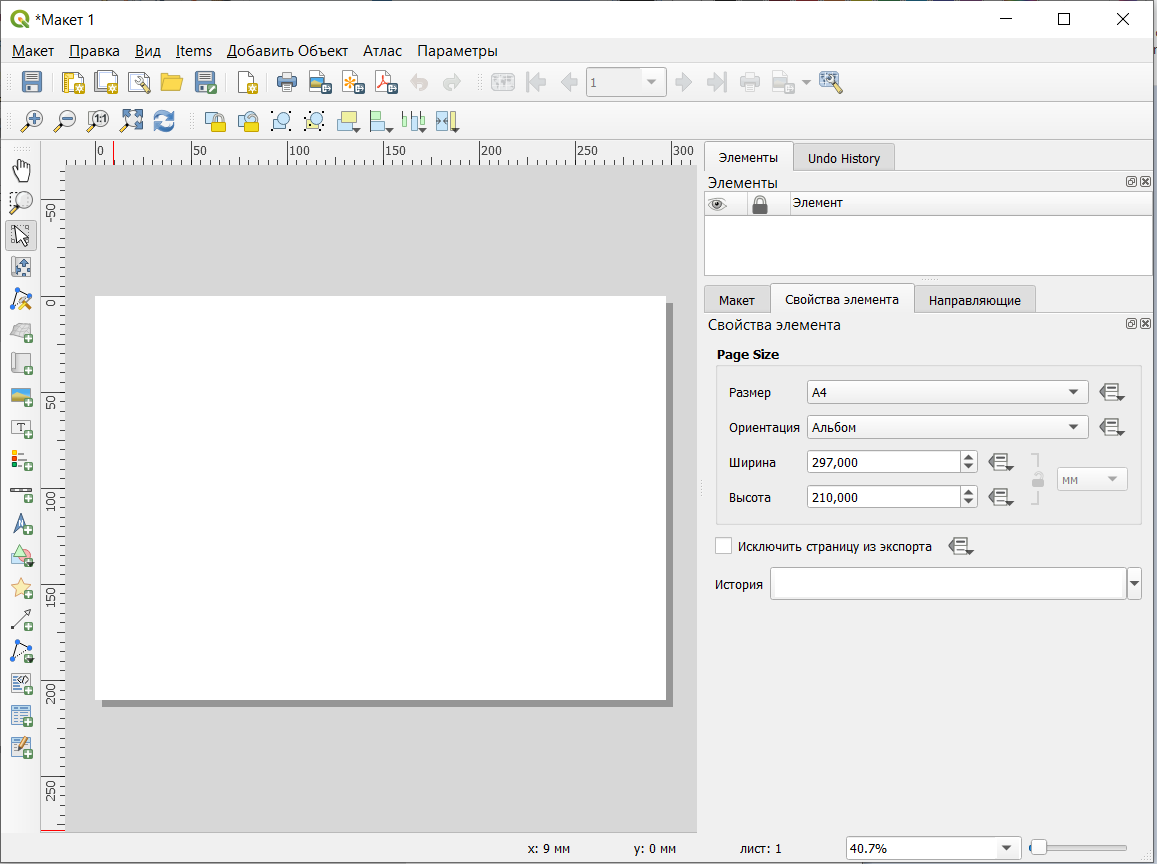 *Макет 1
Макет Правка Вид Items Добавить Объект Атлас Параметры
1
1:1
0 50 100 150 200 250 300
-50
0
50
100
150
200
250
Элементы Undo History
Элементы
Элемент
Макет Свойства элемента Направляющие
Свойства элемента
Page Size
Размер A4
Ориентация Альбом
Ширина 297,000
мм
Высота 210,000
Исключить страницу из экспорта
История
x: 9 мм y: 0 мм лист: 1 40.7%